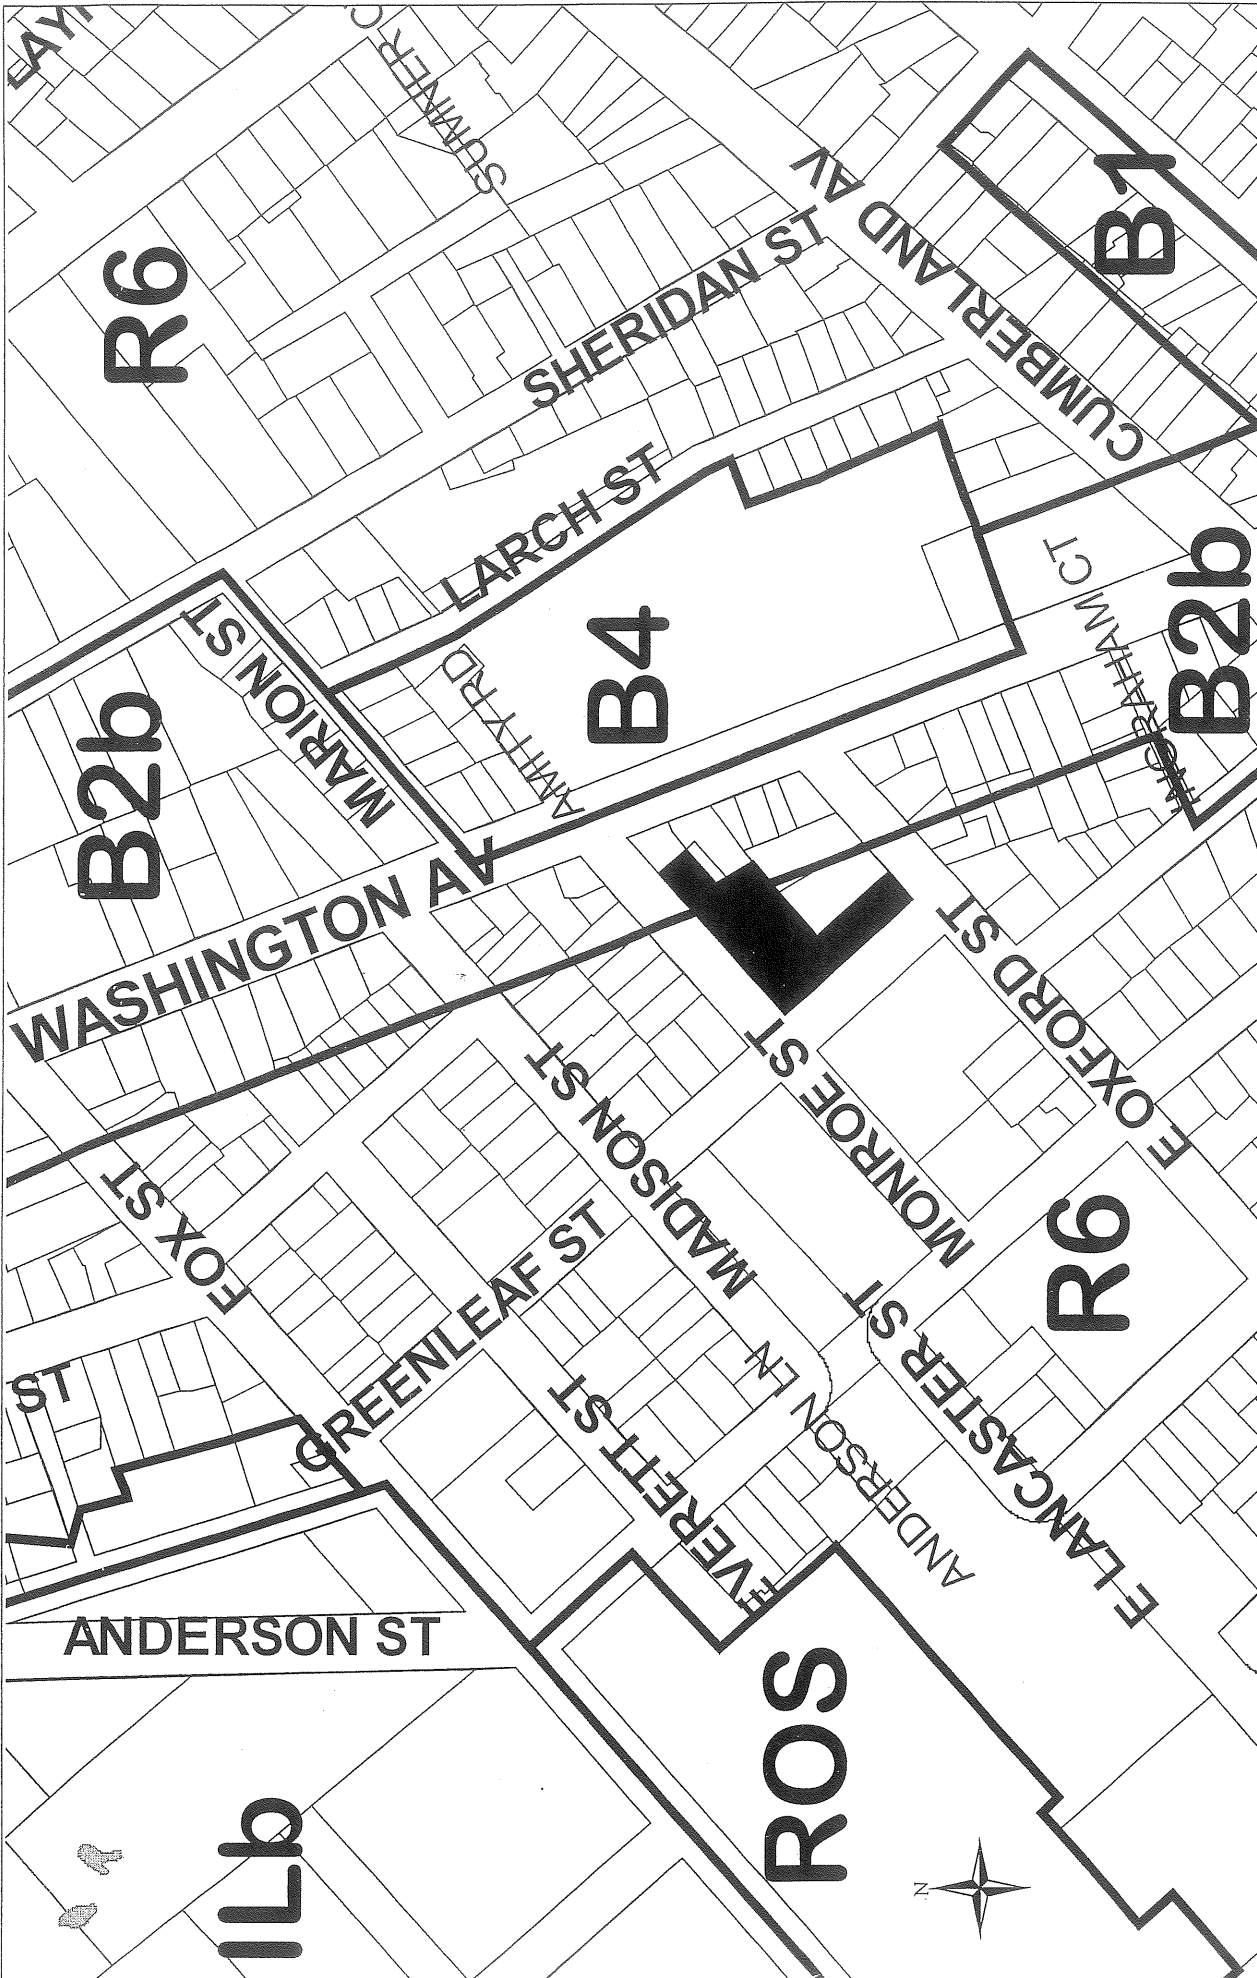 R6
SHERIDAN ST
CUMBERLAND AV
B1
LARCH ST
B2b
MARION ST
AMITY RD
B4
INGRAHAM CT
B2b
WASHINGTON AV
FOX ST
MADISON ST
MONROE ST
E OXFORD ST
R6
ST
GREENLEAF ST
EVERETT ST
ANDERSON LN
E LANCASTER ST
ANDERSON ST
ROS
ILb
N